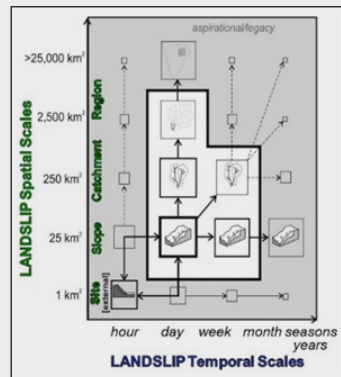 aspirational/legacy
>25,000 km²
2,500 km²
250 km²
25 km²
1 km²
LANDSLIP Spatial Scales
Region
Catchment
Slope
Site
[external]
hour day week month seasons
years
LANDSLIP Temporal Scales